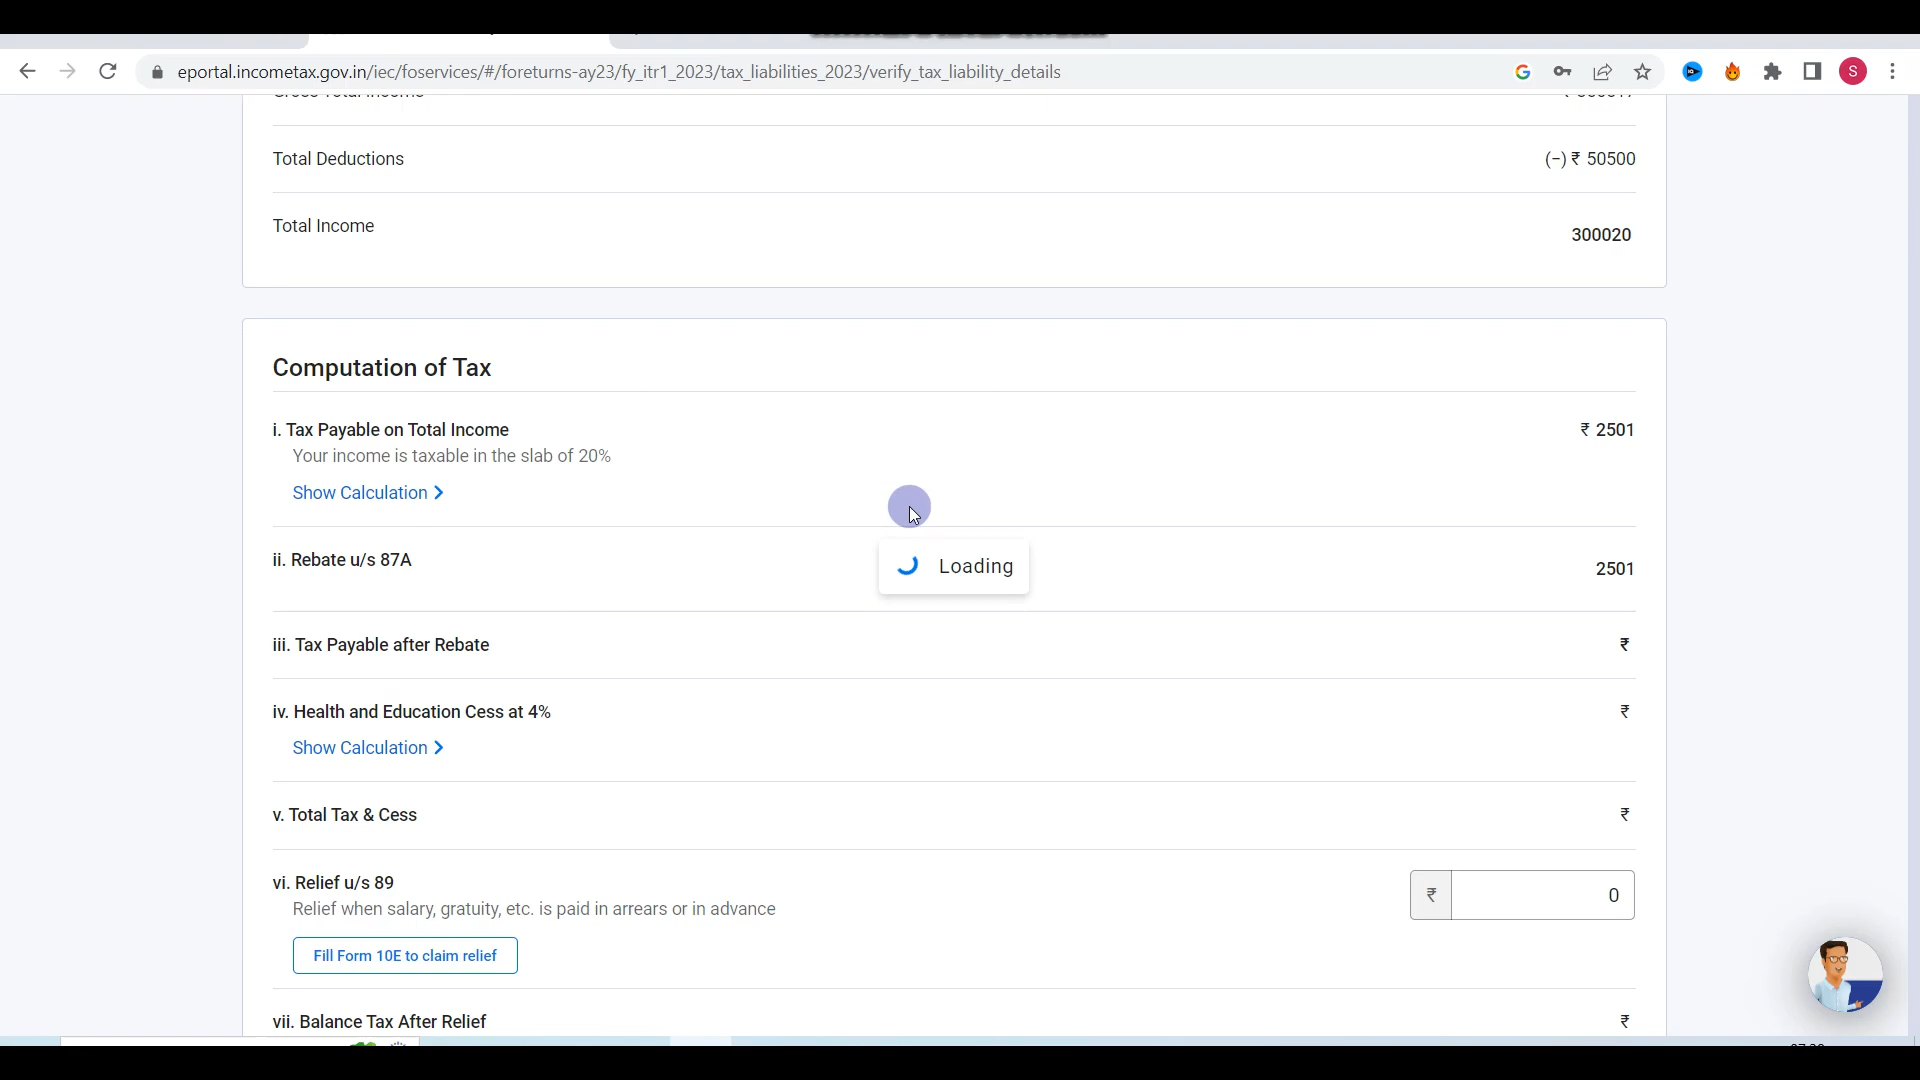 eportal.incometax.gov.in/iec/foservices/#/foreturns-ay23/fy_itr1_2023/tax_liabilities_2023/verify_tax_liability_details
S
Total Deductions (-) ₹ 50500
Total Income 300020
Computation of Tax
i. Tax Payable on Total Income ₹ 2501
Your income is taxable in the slab of 20%
Show Calculation
ii. Rebate u/s 87A 2501
Loading
iii. Tax Payable after Rebate ₹
iv. Health and Education Cess at 4% ₹
Show Calculation
v. Total Tax & Cess ₹
vi. Relief u/s 89 ₹ 0
Relief when salary, gratuity, etc. is paid in arrears or in advance
Fill Form 10E to claim relief
vii. Balance Tax After Relief ₹